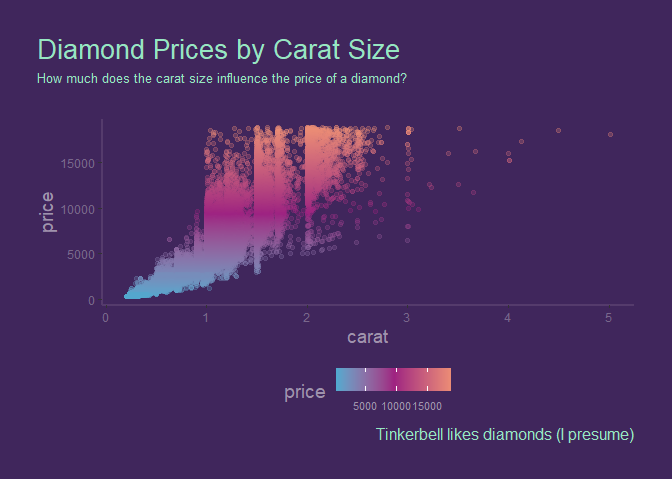 Diamond Prices by Carat Size
How much does the carat size influence the price of a diamond?
price
15000
10000
5000
0
0 1 2 3 4 5
carat
price
5000 10000 15000
Tinkerbell likes diamonds (I presume)